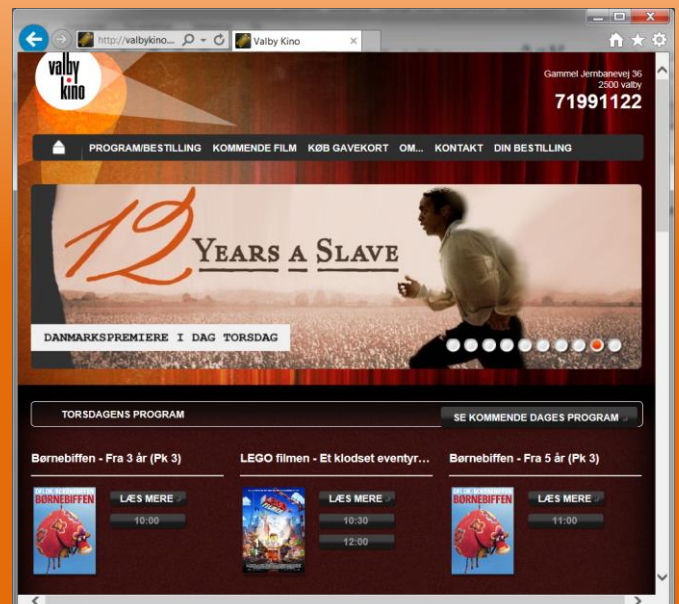 http://valbykino...
Valby Kino
valby
kino
Gammel Jernbanevej 36
2500 valby
71991122
PROGRAM/BESTILLING KOMMENDE FILM KØB GAVEKORT OM... KONTAKT DIN BESTILLING
12 YEARS A SLAVE
DANMARKSPREMIERE I DAG TORSDAG
TORSDAGENS PROGRAM
SE KOMMENDE DAGES PROGRAM
Børnebiffen - Fra 3 år (Pk 3)
LEGO filmen - Et klodset eventyr...
Børnebiffen - Fra 5 år (Pk 3)
BØRNEBIFFEN
LÆS MERE
10:00
LÆS MERE
10:30
12:00
BØRNEBIFFEN
LÆS MERE
11:00